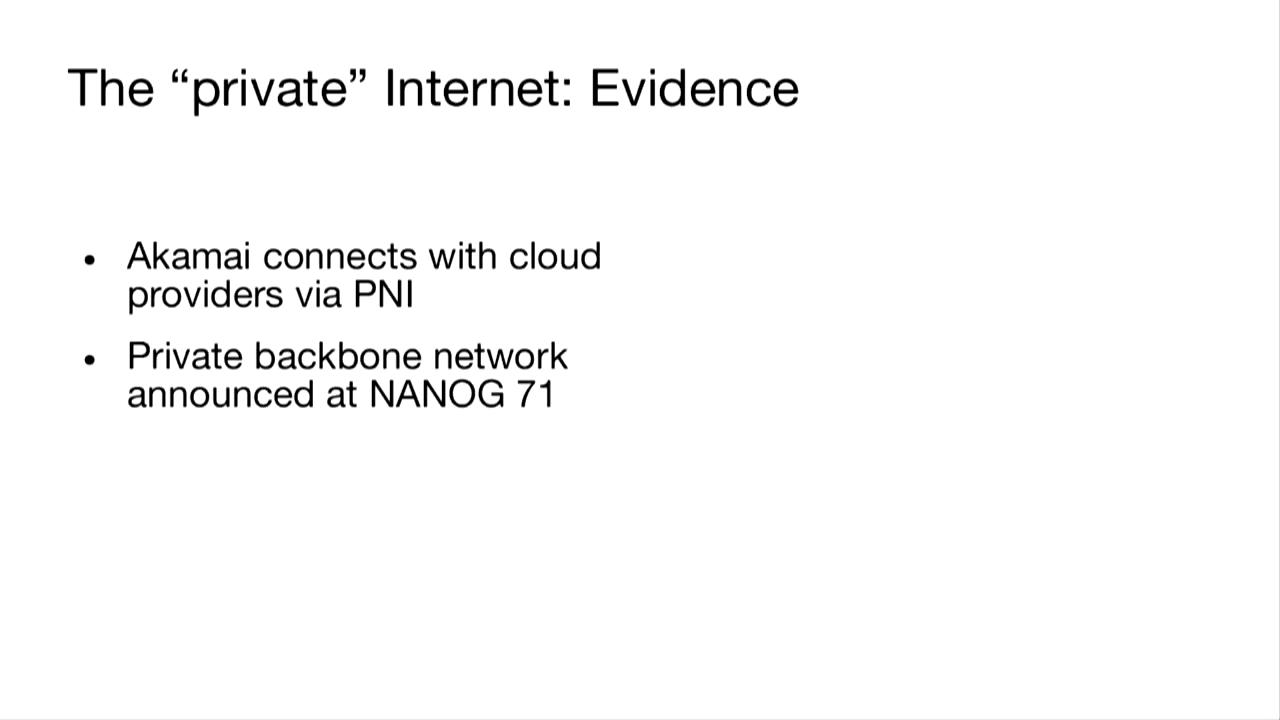 The “private” Internet: Evidence
• Akamai connects with cloud
providers via PNI
• Private backbone network
announced at NANOG 71